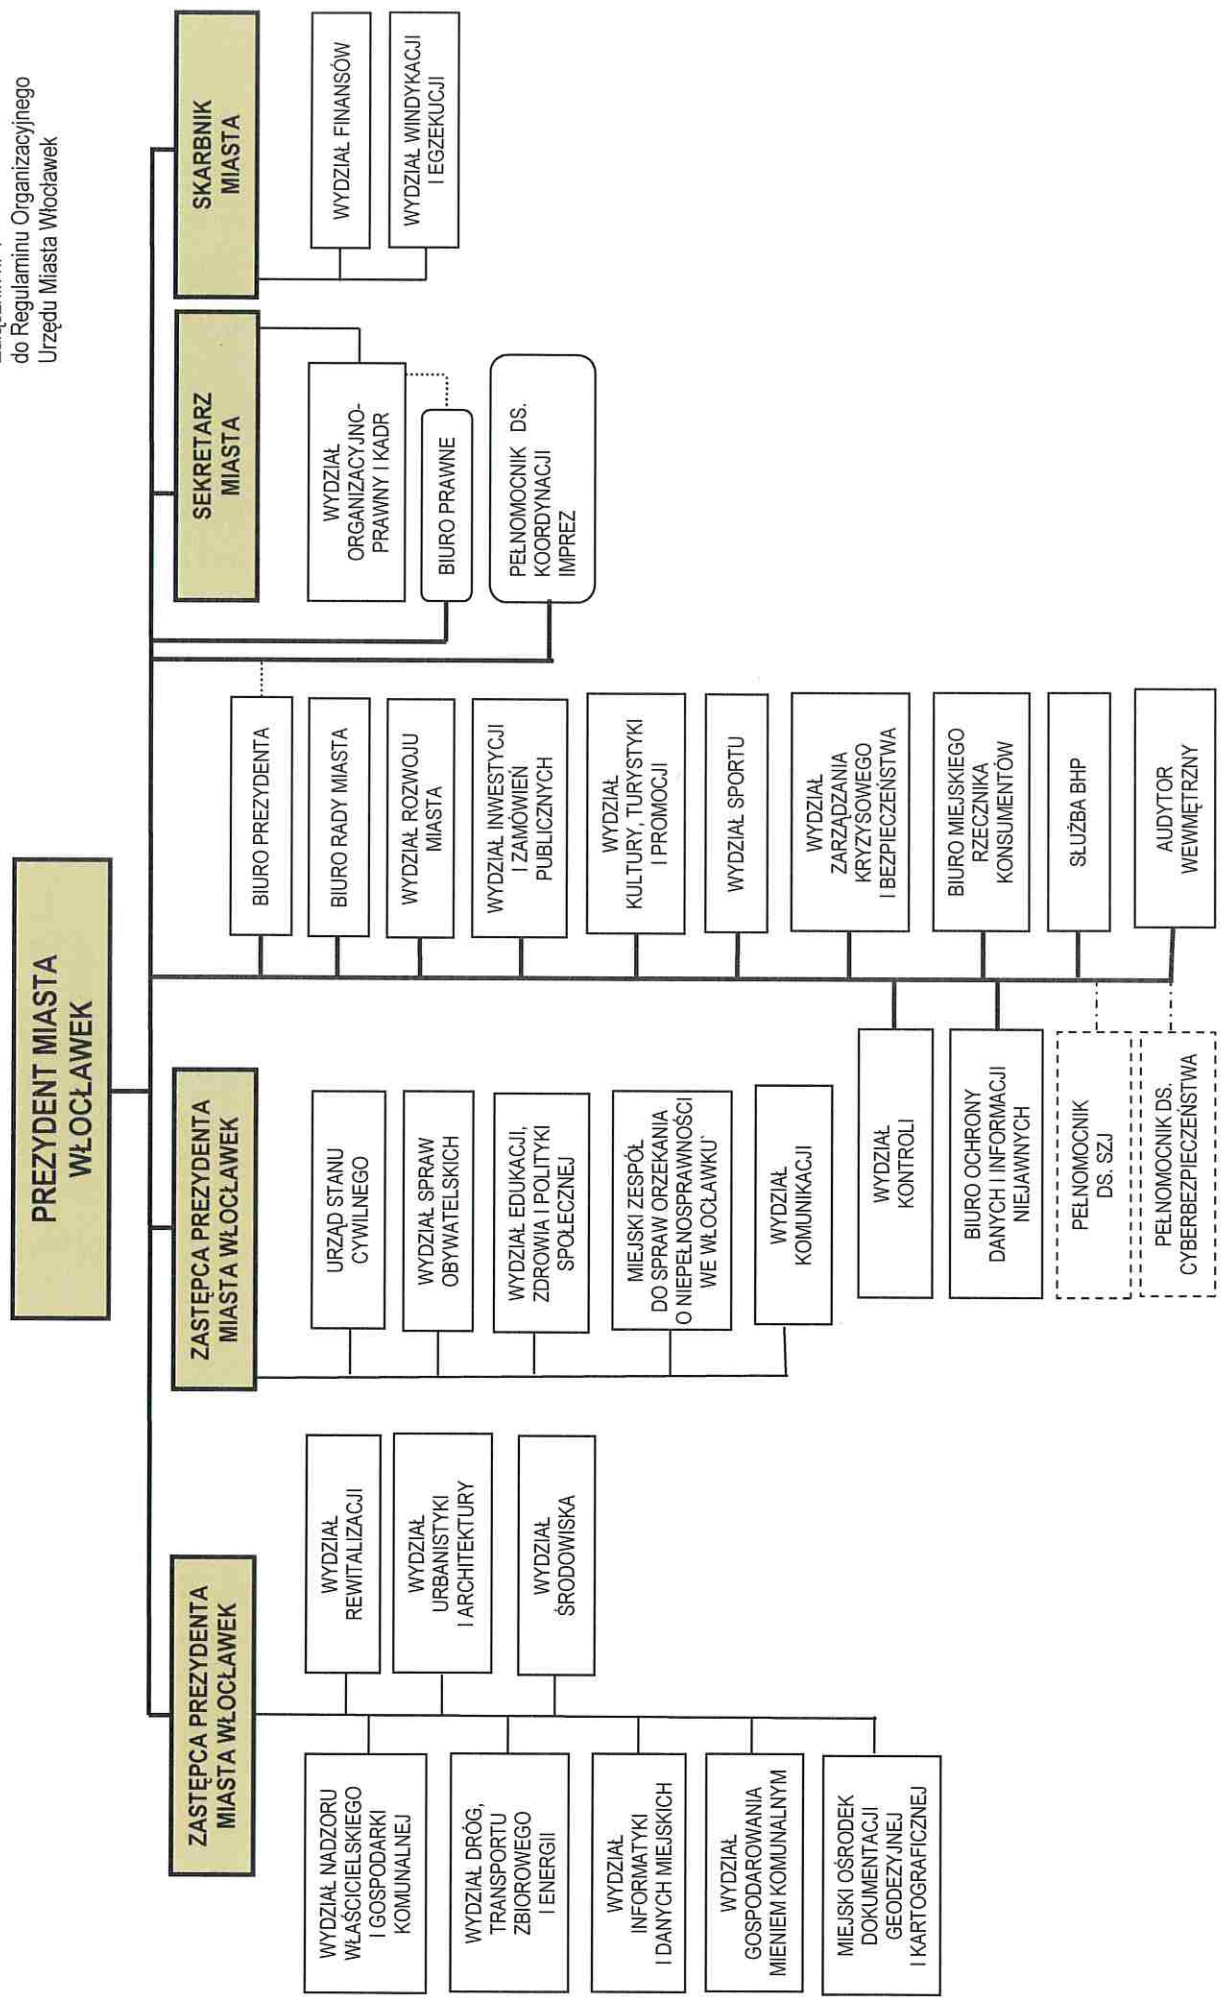 do Regulaminu Organizacyjnego
Urzędu Miasta Włocławek
PREZYDENT MIASTA
WŁOCŁAWEK
ZASTĘPCA PREZYDENTA
MIASTA WŁOCŁAWEK
ZASTĘPCA PREZYDENTA
MIASTA WŁOCŁAWEK
SEKRETARZ
MIASTA
SKARBNIK
MIASTA
WYDZIAŁ NADZORU
WŁAŚCICIELSKIEGO
I GOSPODARKI
KOMUNALNEJ
WYDZIAŁ DRÓG,
TRANSPORTU
ZBIOROWEGO
I ENERGII
WYDZIAŁ
INFORMATYKI
I DANYCH MIEJSKICH
WYDZIAŁ
GOSPODAROWANIA
MIENIEM KOMUNALNYM
MIEJSKI OŚRODEK
DOKUMENTACJI
GEODEZYJNEJ
I KARTOGRAFICZNEJ
WYDZIAŁ
REWITALIZACJI
WYDZIAŁ
URBANISTYKI
I ARCHITEKTURY
WYDZIAŁ
ŚRODOWISKA
URZĄD STANU
CYWILNEGO
WYDZIAŁ SPRAW
OBYWATELSKICH
WYDZIAŁ EDUKACJI,
ZDROWIA I POLITYKI
SPOŁECZNEJ
MIEJSKI ZESPÓŁ
DO SPRAW ORZEKANIA
O NIEPEŁNOSPRAWNOŚCI
WE WŁOCŁAWKU
WYDZIAŁ
KOMUNIKACJI
WYDZIAŁ
KONTROLI
BIURO OCHRONY
DANYCH I INFORMACJI
NIEJAWNYCH
PEŁNOMOCNIK
DS. SZJ
PEŁNOMOCNIK DS.
CYBERBEZPIECZEŃSTWA
BIURO PREZYDENTA
BIURO RADY MIASTA
WYDZIAŁ ROZWOJU
MIASTA
WYDZIAŁ INWESTYCJI
I ZAMÓWIEŃ
PUBLICZNYCH
WYDZIAŁ
KULTURY, TURYSTYKI
I PROMOCJI
WYDZIAŁ SPORTU
WYDZIAŁ
ZARZĄDZANIA
KRYZYSOWEGO
I BEZPIECZEŃSTWA
BIURO MIEJSKIEGO
RZECZNIKA
KONSUMENTÓW
SŁUŻBA BHP
AUDYTOR
WEWNĘTRZNY
WYDZIAŁ
ORGANIZACYJNO-
PRAWNY I KADR
BIURO PRAWNE
PEŁNOMOCNIK DS.
KOORDYNACJI
IMPREZ
WYDZIAŁ FINANSÓW
WYDZIAŁ WINDYKACJI
I EGZEKUCJI